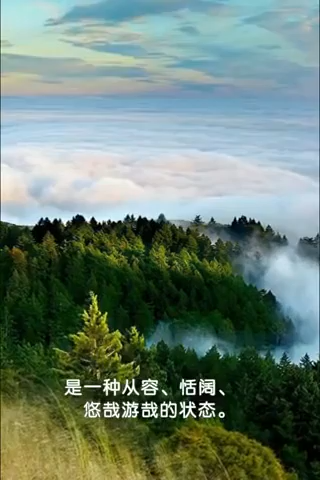 是一种从容、恬阔、
悠哉游哉的状态。